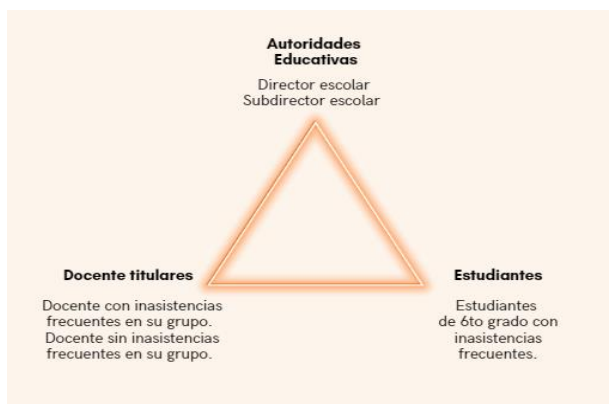 Autoridades
Educativas
Director escolar
Subdirector escolar
Docente titulares
Docente con inasistencias
frecuentes en su grupo.
Docente sin inasistencias
frecuentes en su grupo.
Estudiantes
Estudiantes
de 6to grado con
inasistencias
frecuentes.